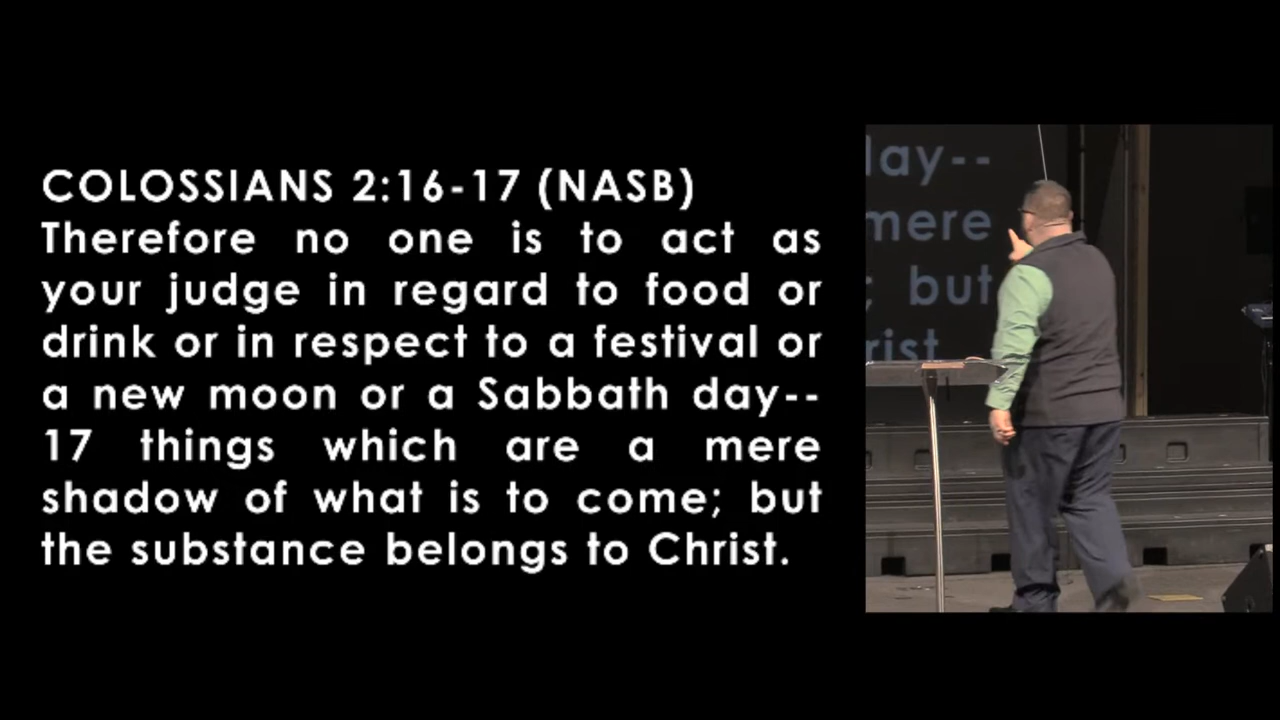 COLOSSIANS 2:16-17 (NASB)
Therefore no one is to act as
your judge in regard to food or
drink or in respect to a festival or
a new moon or a Sabbath day--
17 things which are a mere
shadow of what is to come; but
the substance belongs to Christ.
day--
mere
; but
rist